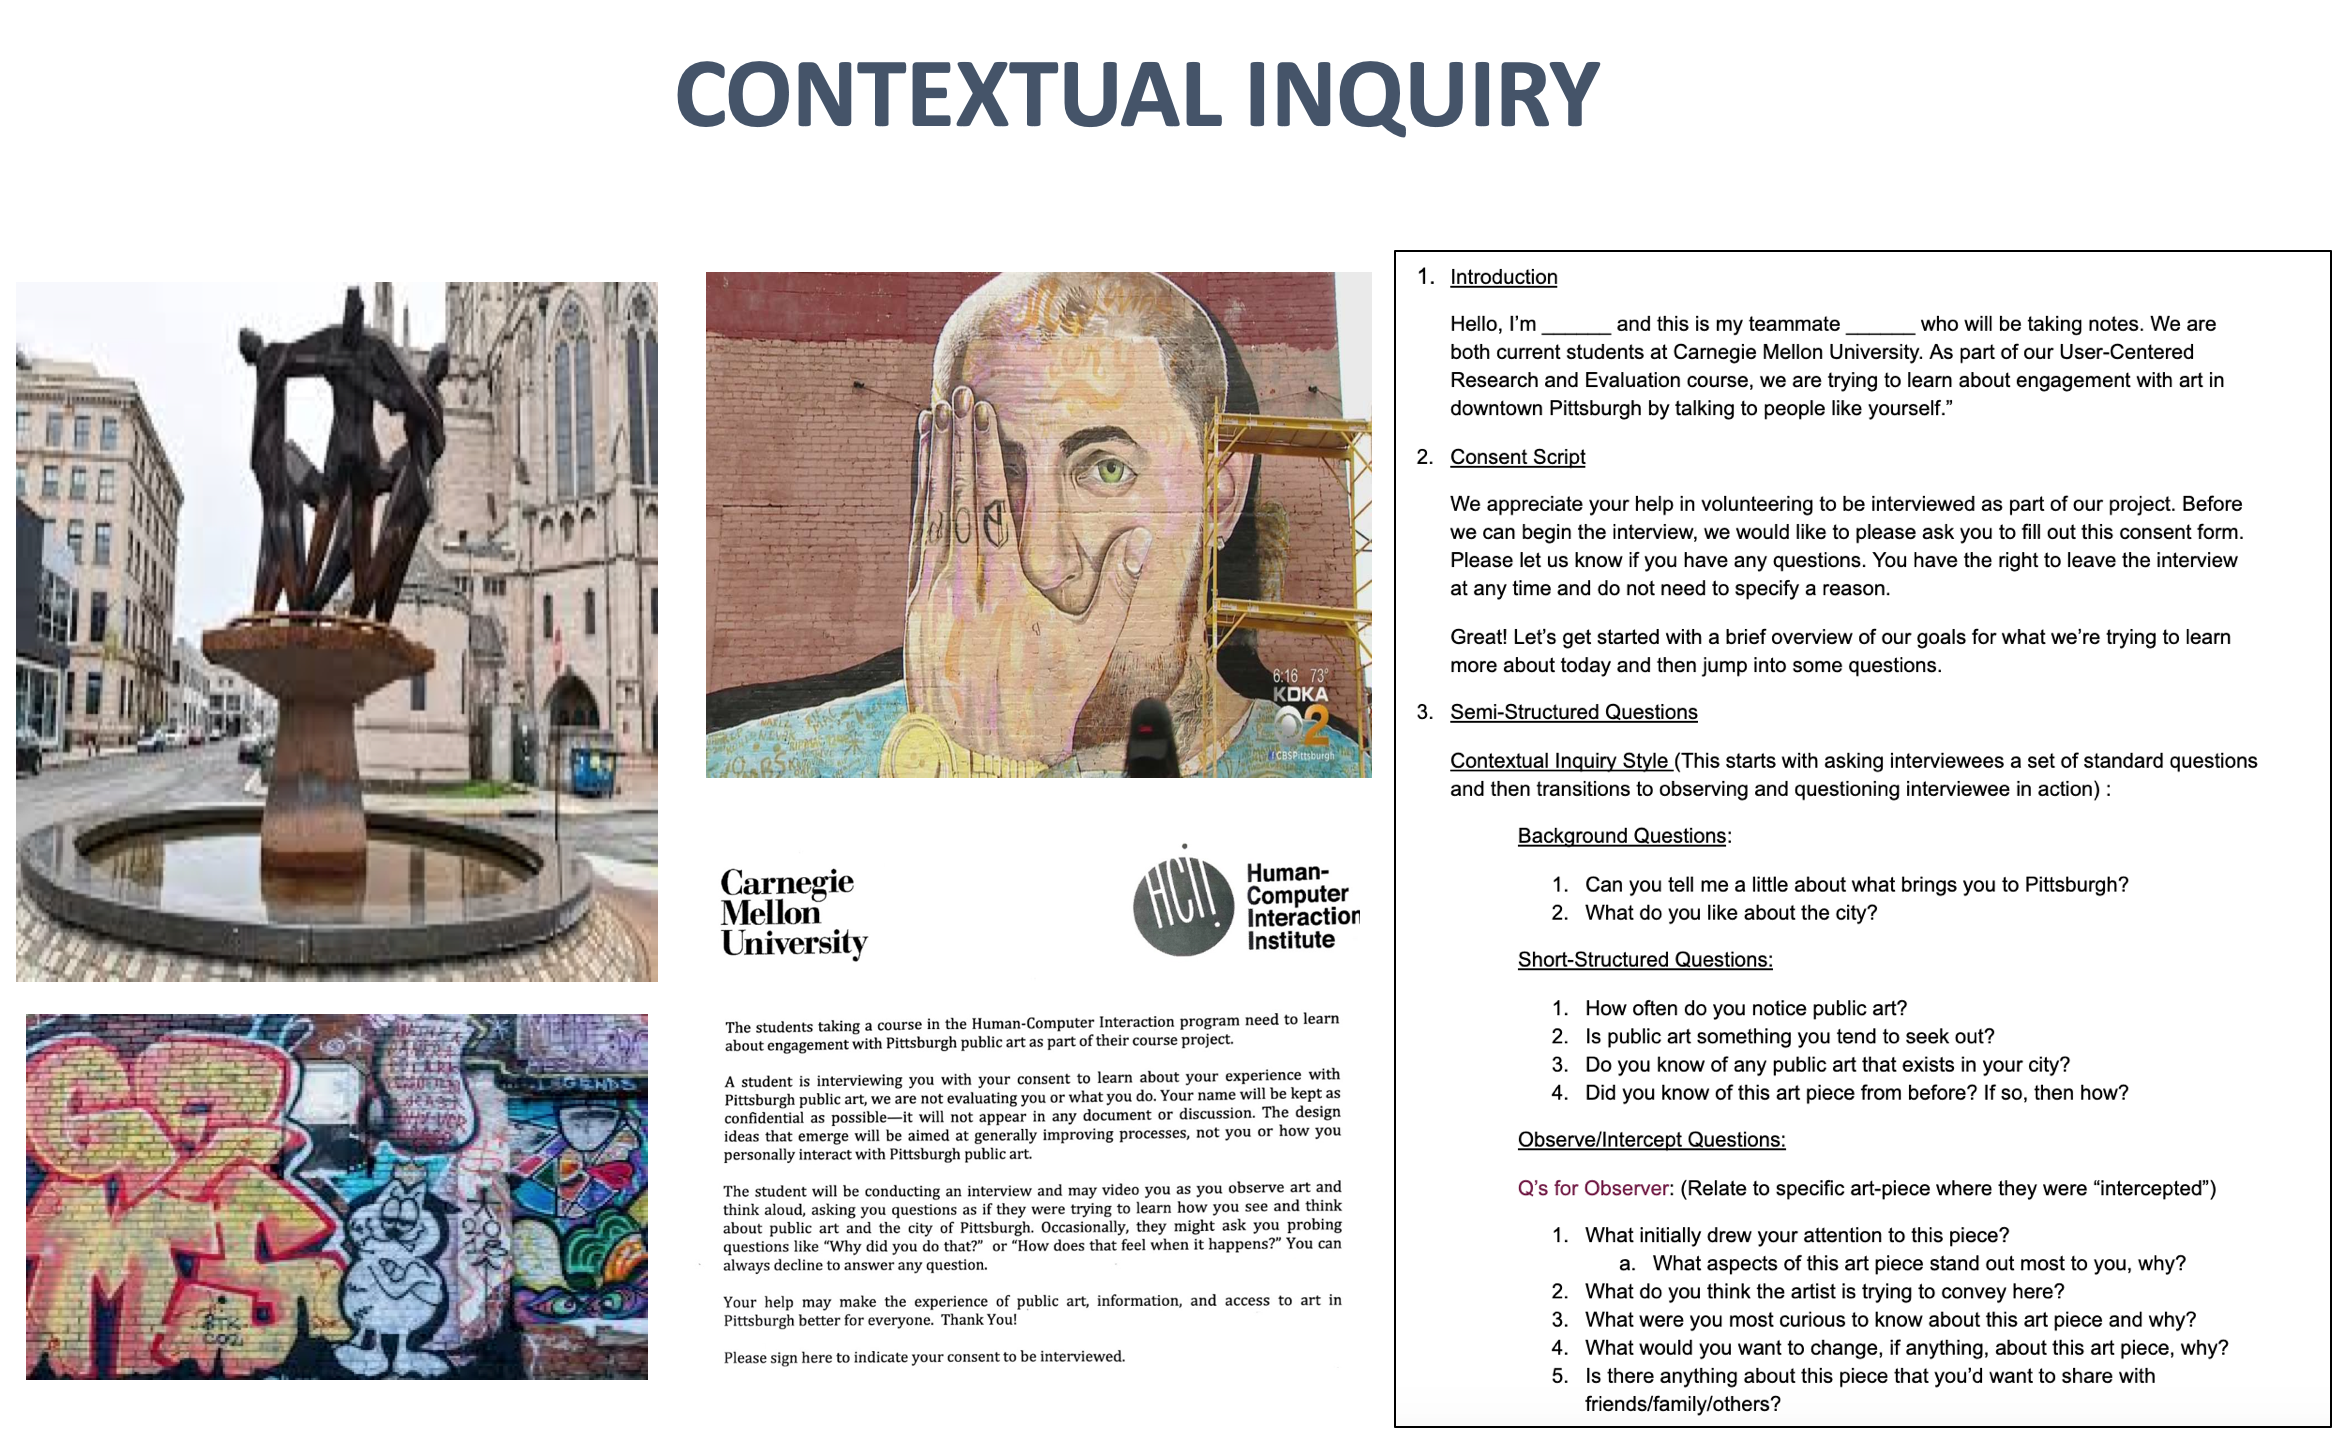 CONTEXTUAL INQUIRY
6:16 73°
KDKA
2
CBSPittsburgh
Carnegie
Mellon
University
HCII
Human-
Computer
Interaction
Institute
The students taking a course in the Human-Computer Interaction program need to learn
about engagement with Pittsburgh public art as part of their course project.
A student is interviewing you with your consent to learn about your experience with
Pittsburgh public art, we are not evaluating you or what you do. Your name will be kept as
confidential as possible—it will not appear in any document or discussion. The design
ideas that emerge will be aimed at generally improving processes, not you or how you
personally interact with Pittsburgh public art.
The student will be conducting an interview and may video you as you observe art and
think aloud, asking you questions as if they were trying to learn how you see and think
about public art and the city of Pittsburgh. Occasionally, they might ask you probing
questions like “Why did you do that?” or “How does that feel when it happens?” You can
always decline to answer any question.
Your help may make the experience of public art, information, and access to art in
Pittsburgh better for everyone. Thank You!
Please sign here to indicate your consent to be interviewed.
LEGENDS
1. Introduction
Hello, I’m ______ and this is my teammate ______ who will be taking notes. We are
both current students at Carnegie Mellon University. As part of our User-Centered
Research and Evaluation course, we are trying to learn about engagement with art in
downtown Pittsburgh by talking to people like yourself.”
2. Consent Script
We appreciate your help in volunteering to be interviewed as part of our project. Before
we can begin the interview, we would like to please ask you to fill out this consent form.
Please let us know if you have any questions. You have the right to leave the interview
at any time and do not need to specify a reason.
Great! Let’s get started with a brief overview of our goals for what we’re trying to learn
more about today and then jump into some questions.
3. Semi-Structured Questions
Contextual Inquiry Style (This starts with asking interviewees a set of standard questions
and then transitions to observing and questioning interviewee in action) :
Background Questions:
1. Can you tell me a little about what brings you to Pittsburgh?
2. What do you like about the city?
Short-Structured Questions:
1. How often do you notice public art?
2. Is public art something you tend to seek out?
3. Do you know of any public art that exists in your city?
4. Did you know of this art piece from before? If so, then how?
Observe/Intercept Questions:
Q’s for Observer: (Relate to specific art-piece where they were “intercepted”)
1. What initially drew your attention to this piece?
a. What aspects of this art piece stand out most to you, why?
2. What do you think the artist is trying to convey here?
3. What were you most curious to know about this art piece and why?
4. What would you want to change, if anything, about this art piece, why?
5. Is there anything about this piece that you’d want to share with
friends/family/others?